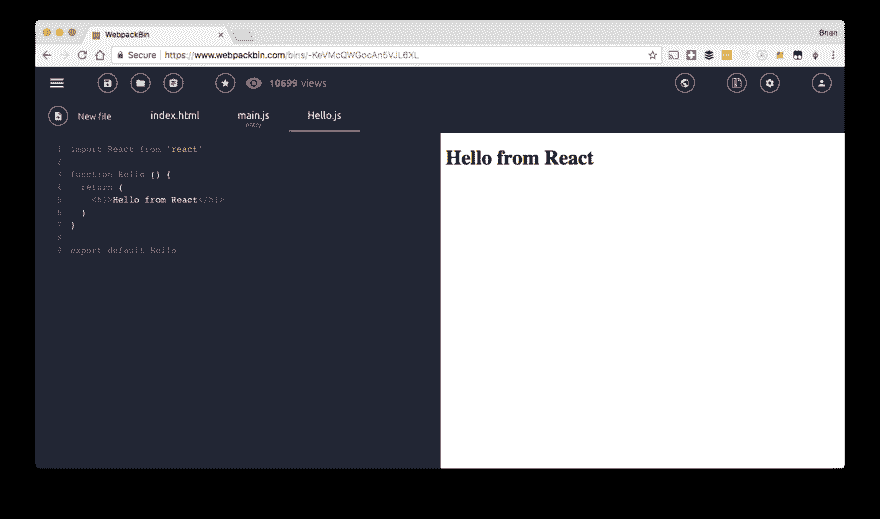 WebpackBin
Brian
Secure https://www.webpackbin.com/bins/-KeVMcQWGocAn5VJL6XL
10699 views
New file
index.html
main.js
entry
Hello.js
1 import React from 'react'
2
3 function Hello () {
4 return (
5 <h1>Hello from React</h1>
6 )
7 }
8
9 export default Hello
Hello from React